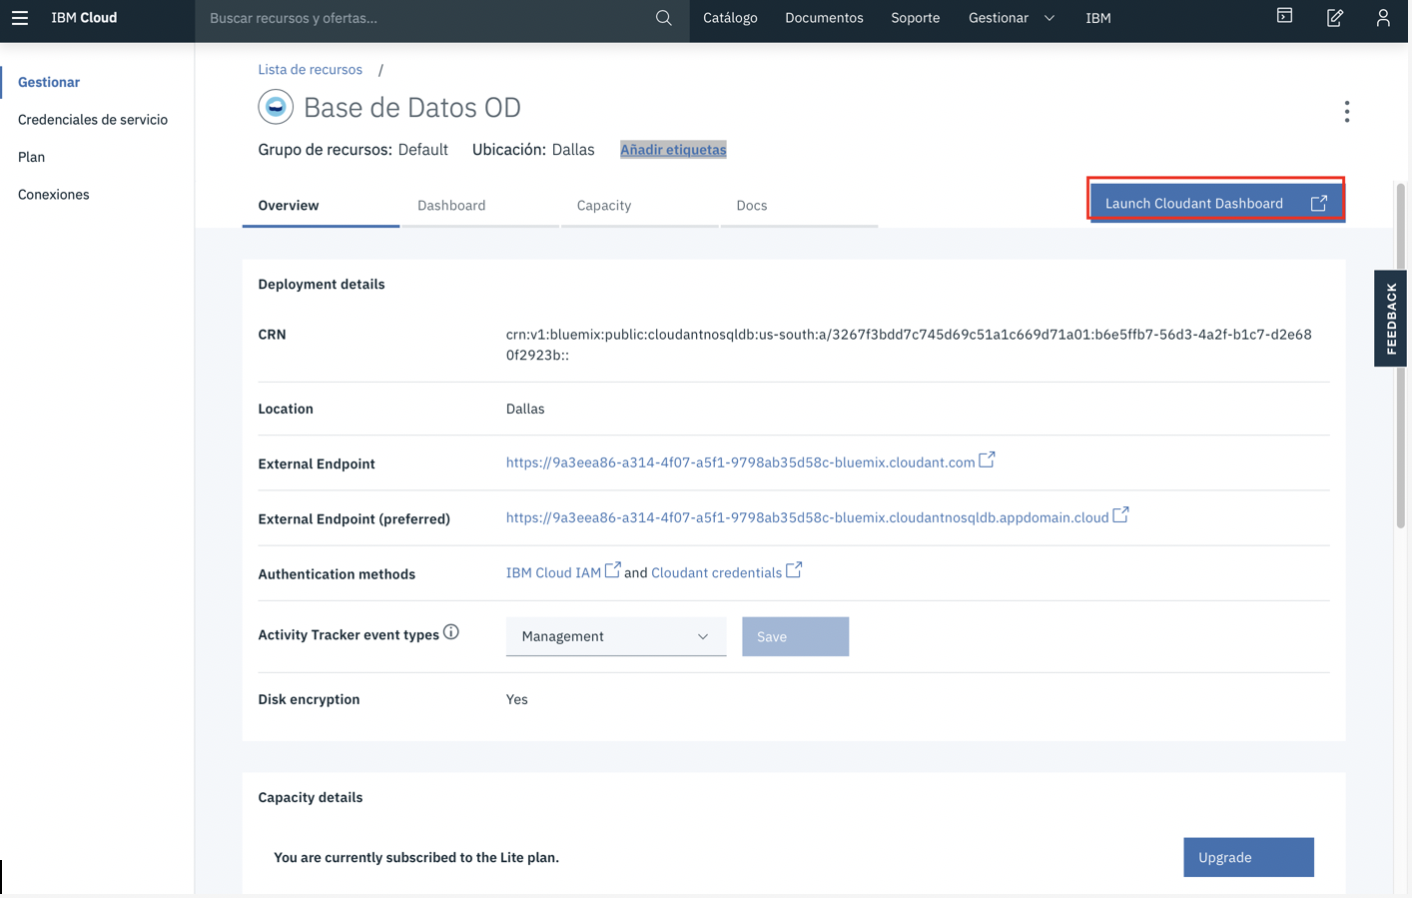 IBM Cloud
Buscar recursos y ofertas...
Catálogo
Documentos
Soporte
Gestionar
IBM
Gestionar
Credenciales de servicio
Plan
Conexiones
Lista de recursos /
Base de Datos OD
Grupo de recursos: Default Ubicación: Dallas Añadir etiquetas
Overview Dashboard Capacity Docs
Launch Cloudant Dashboard
FEEDBACK
Deployment details
CRN crn:v1:bluemix:public:cloudantnosqldb:us-south:a/3267f3bdd7c745d69c51a1c669d71a01:b6e5ffb7-56d3-4a2f-b1c7-d2e68
0f2923b::
Location Dallas
External Endpoint https://9a3eea86-a314-4f07-a5f1-9798ab35d58c-bluemix.cloudant.com
External Endpoint (preferred) https://9a3eea86-a314-4f07-a5f1-9798ab35d58c-bluemix.cloudantnosqldb.appdomain.cloud
Authentication methods IBM Cloud IAM and Cloudant credentials
Activity Tracker event types Management Save
Disk encryption Yes
Capacity details
You are currently subscribed to the Lite plan. Upgrade